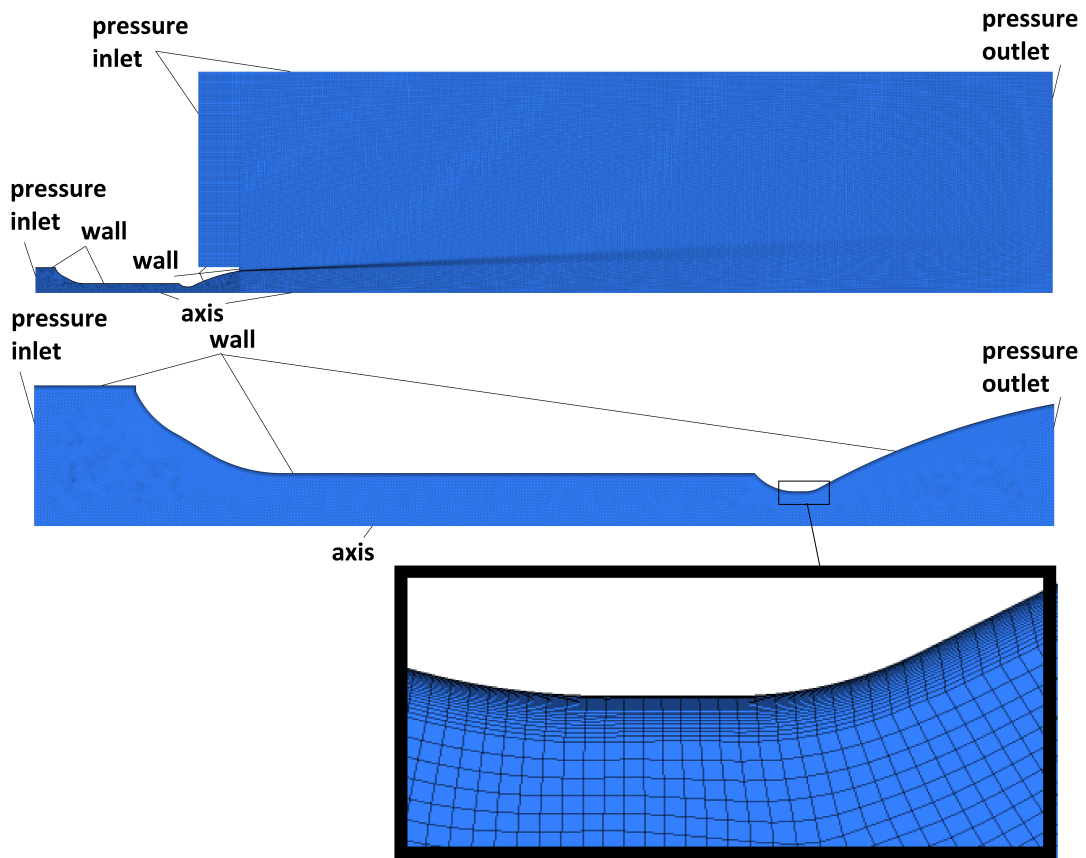 pressure
inlet
pressure
outlet
pressure
inlet
wall
wall
axis
pressure
inlet
wall
pressure
outlet
axis